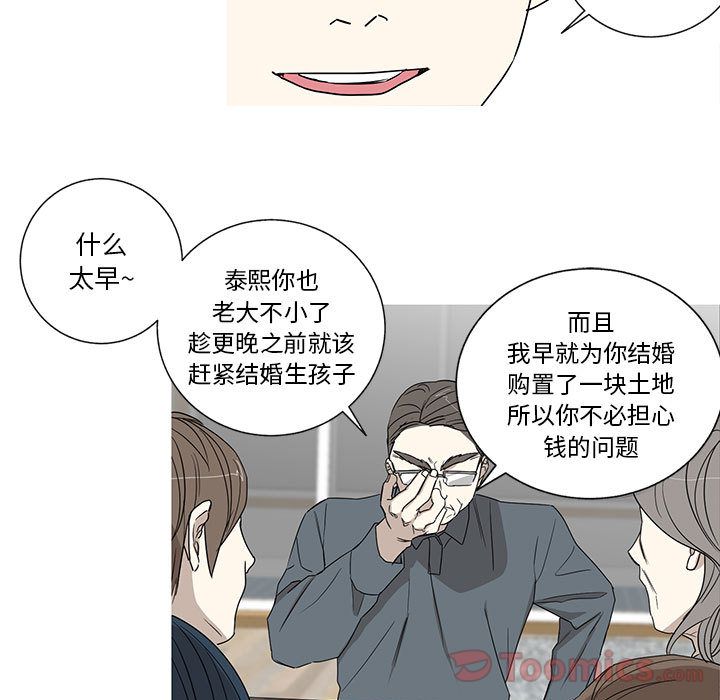 什么
太早~
泰熙你也
老大不小了
趁更晚之前就该
赶紧结婚生孩子
而且
我早就为你结婚
购置了一块土地
所以你不必担心
钱的问题
Toomics.com